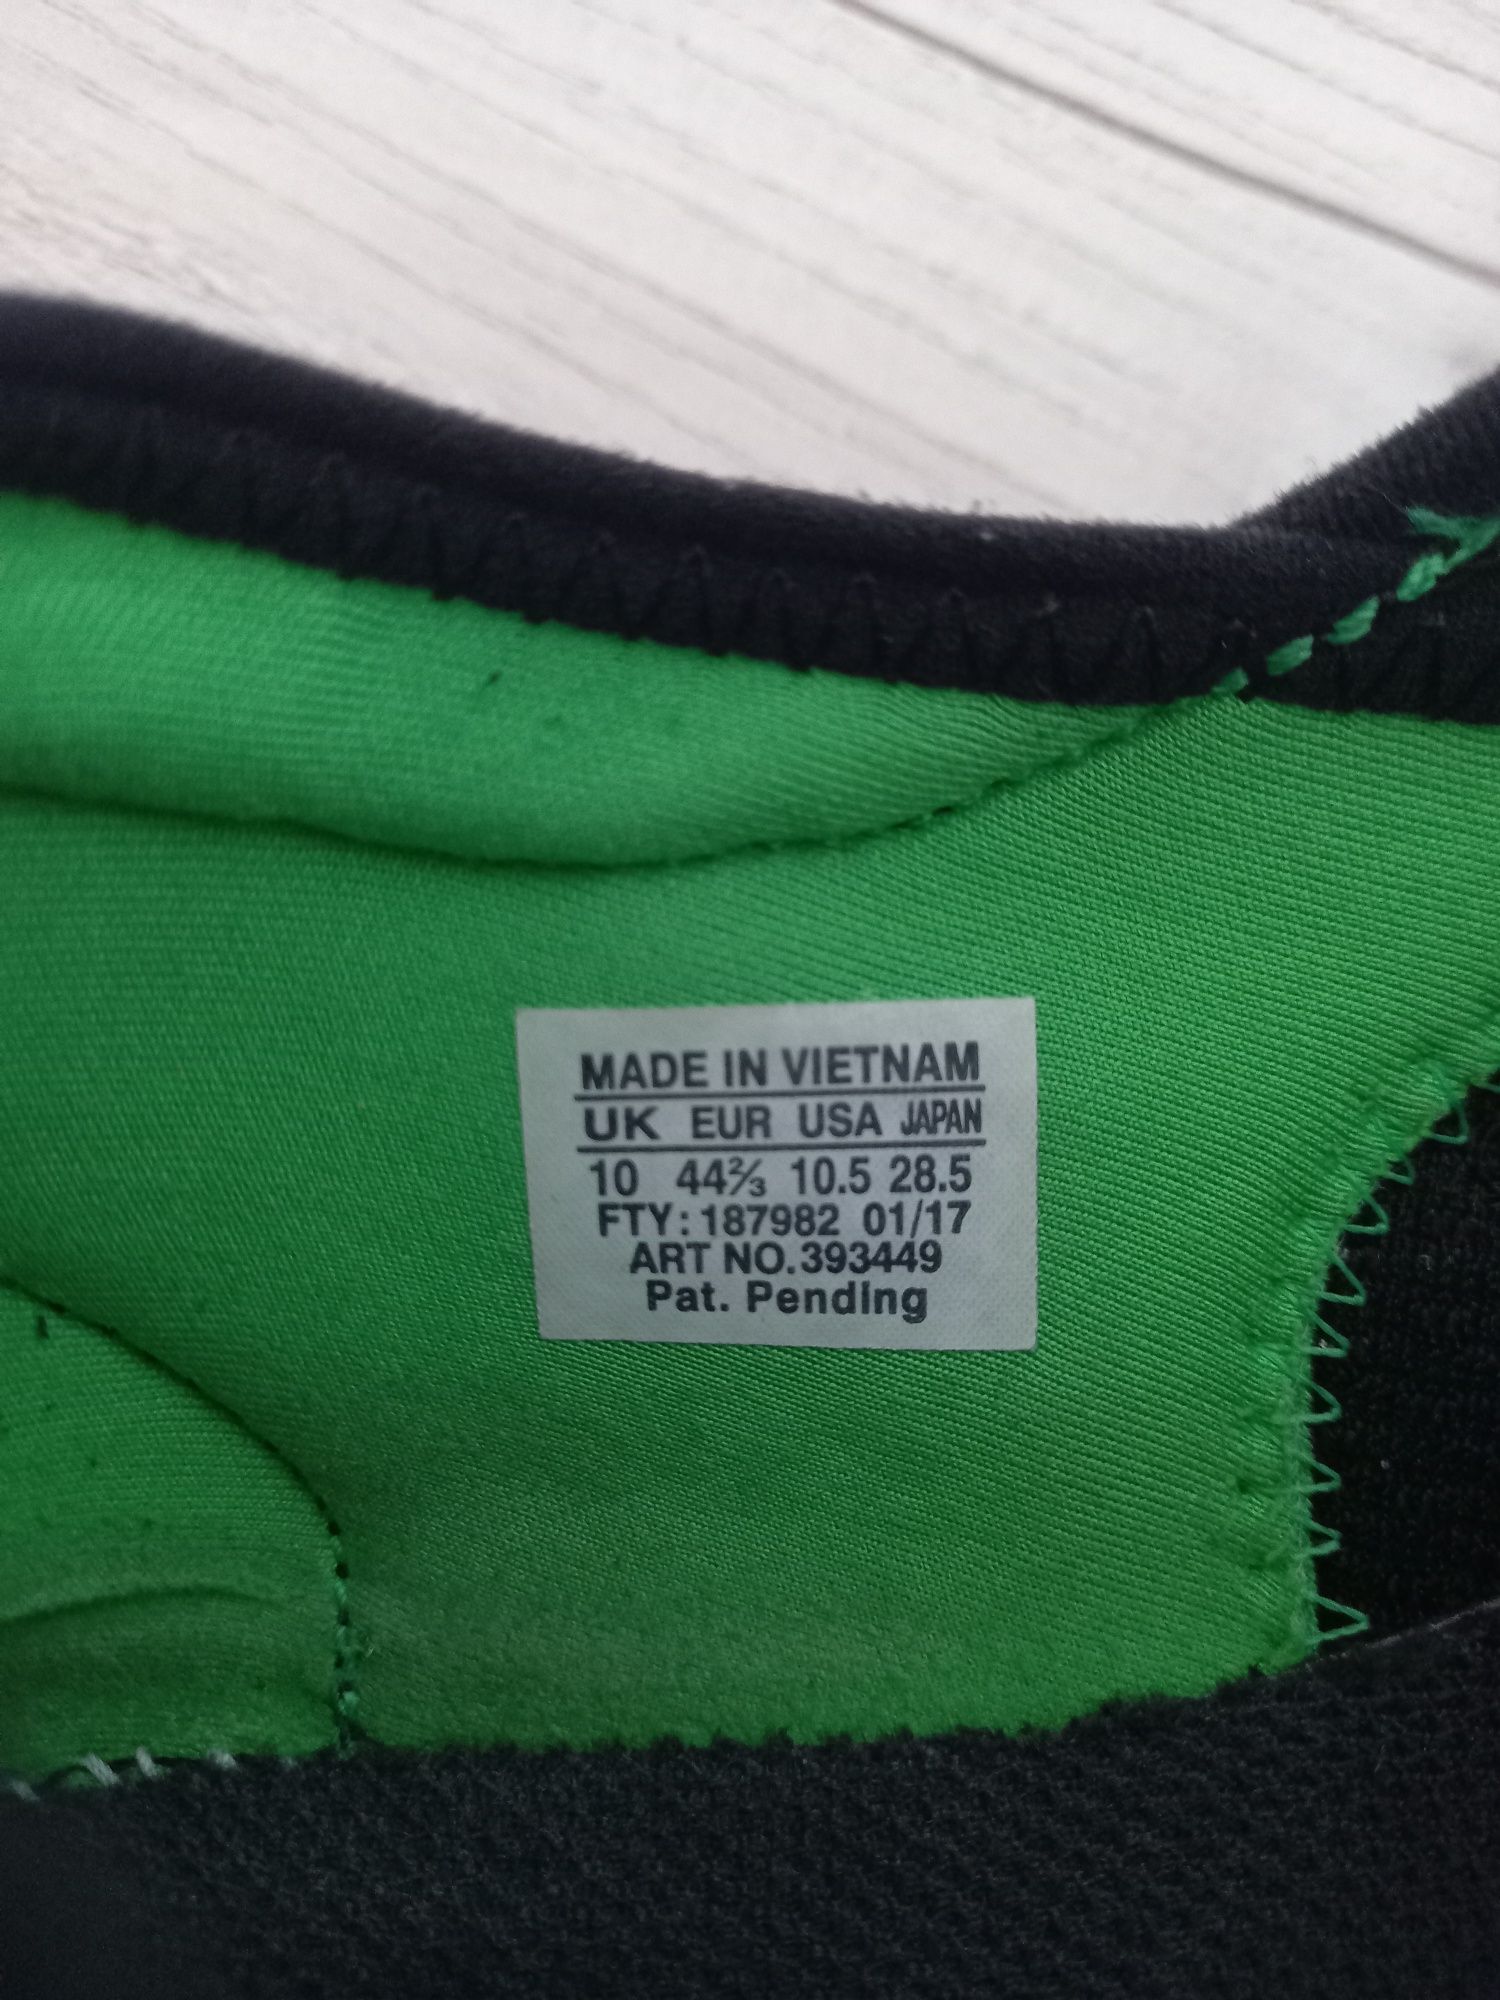 MADE IN VIETNAM
UK EUR USA JAPAN
10 44⅔ 10.5 28.5
FTY: 187982 01/17
ART NO. 393449
Pat. Pending